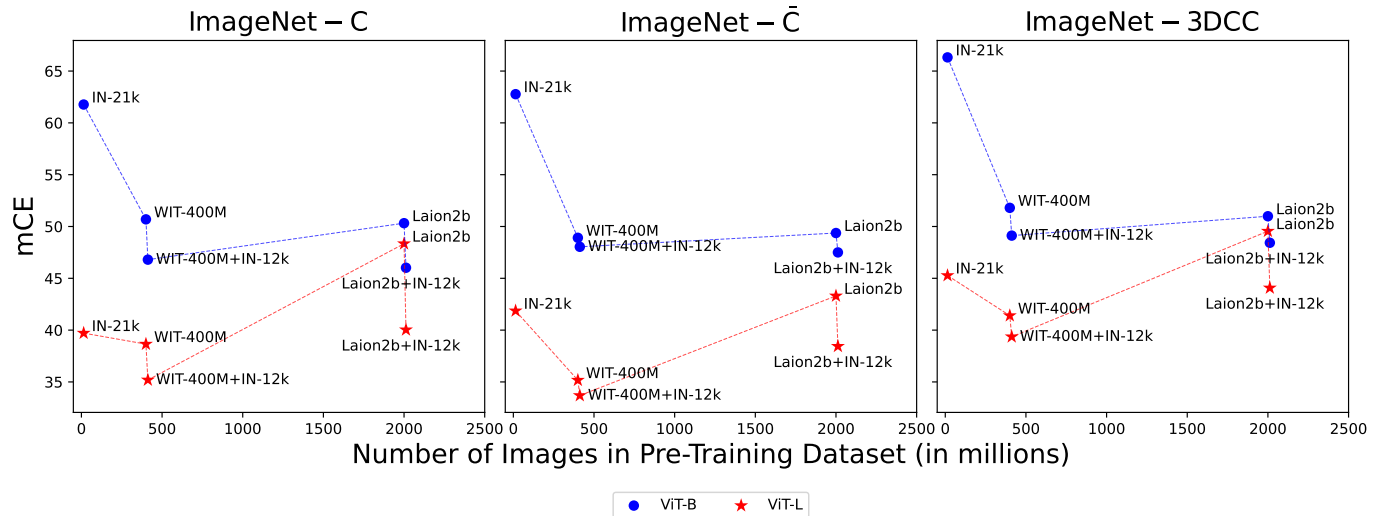 ImageNet − C
ImageNet − C̄
ImageNet − 3DCC
mCE
65
60
55
50
45
40
35
IN-21k
WIT-400M
WIT-400M+IN-12k
Laion2b
Laion2b
Laion2b+IN-12k
IN-21k
WIT-400M
WIT-400M+IN-12k
Laion2b+IN-12k
0 500 1000 1500 2000 2500
IN-21k
WIT-400M
WIT-400M+IN-12k
Laion2b
Laion2b+IN-12k
Laion2b
IN-21k
WIT-400M
WIT-400M+IN-12k
Laion2b+IN-12k
0 500 1000 1500 2000 2500
IN-21k
WIT-400M
WIT-400M+IN-12k
Laion2b
Laion2b
Laion2b+IN-12k
IN-21k
WIT-400M
WIT-400M+IN-12k
Laion2b+IN-12k
0 500 1000 1500 2000 2500
Number of Images in Pre-Training Dataset (in millions)
ViT-B ViT-L